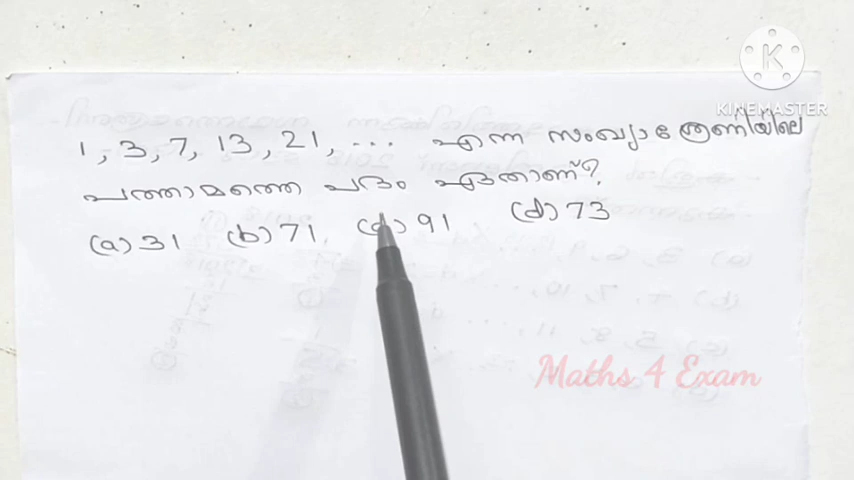 K
KINEMASTER
1, 3, 7, 13, 21, ... എന്ന സംഖ്യാ ശ്രേണിയിലെ
പത്താമത്തെ പദം ഏതാണ്?
(a) 31 (b) 71 (c) 91 (d) 73
Maths 4 Exam